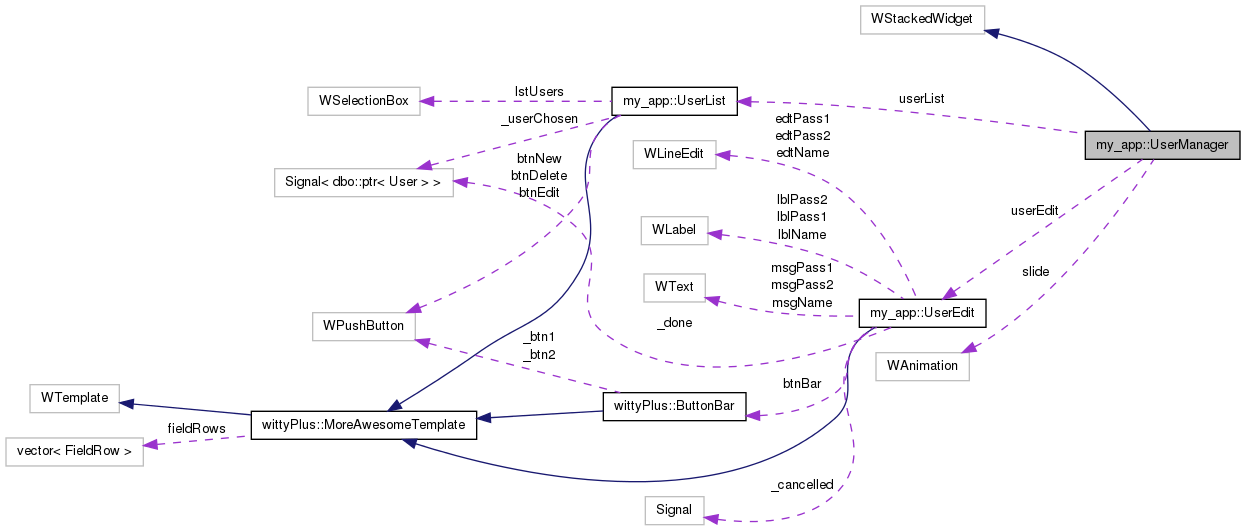 WStackedWidget
WSelectionBox
lstUsers
my_app::UserList
userList
_userChosen
edtPass1
edtPass2
edtName
my_app::UserManager
WLineEdit
btnNew
btnDelete
btnEdit
Signal< dbo::ptr< User > >
lblPass2
lblPass1
lblName
userEdit
WLabel
msgPass1
msgPass2
msgName
slide
WText
my_app::UserEdit
WPushButton
_done
_btn1
_btn2
WAnimation
btnBar
WTemplate
wittyPlus::ButtonBar
wittyPlus::MoreAwesomeTemplate
fieldRows
vector< FieldRow >
_cancelled
Signal